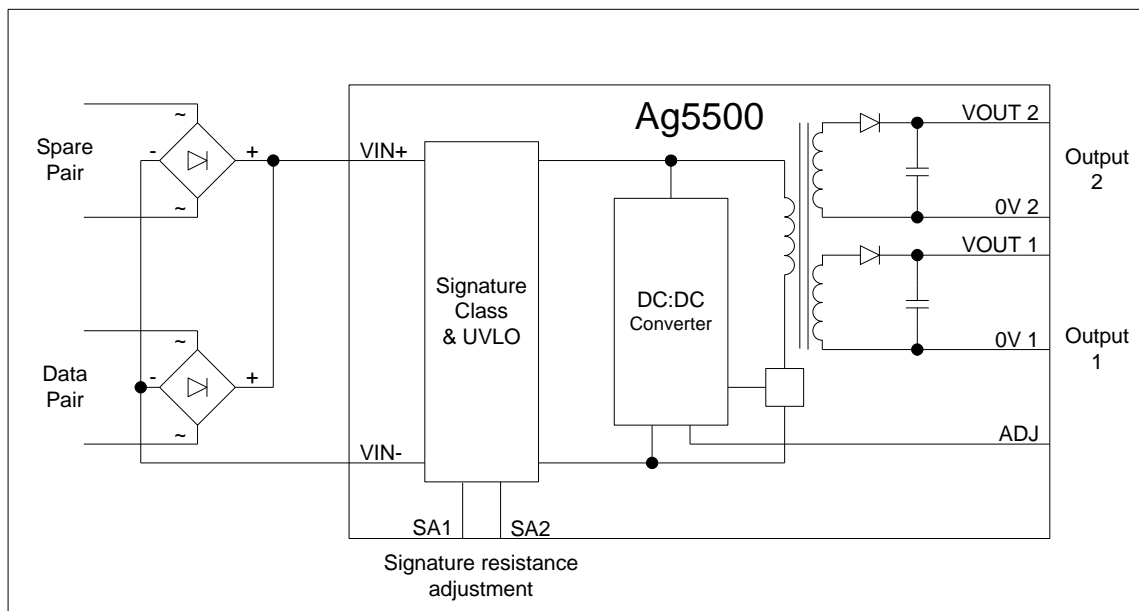 Ag5500
~
Spare
Pair
-
+
~
VIN+
VOUT 2
Output
2
0V 2
VOUT 1
Signature
Class
& UVLO
DC:DC
Converter
0V 1
Output
1
~
Data
Pair
-
+
~
ADJ
VIN-
SA1
SA2
Signature resistance
adjustment